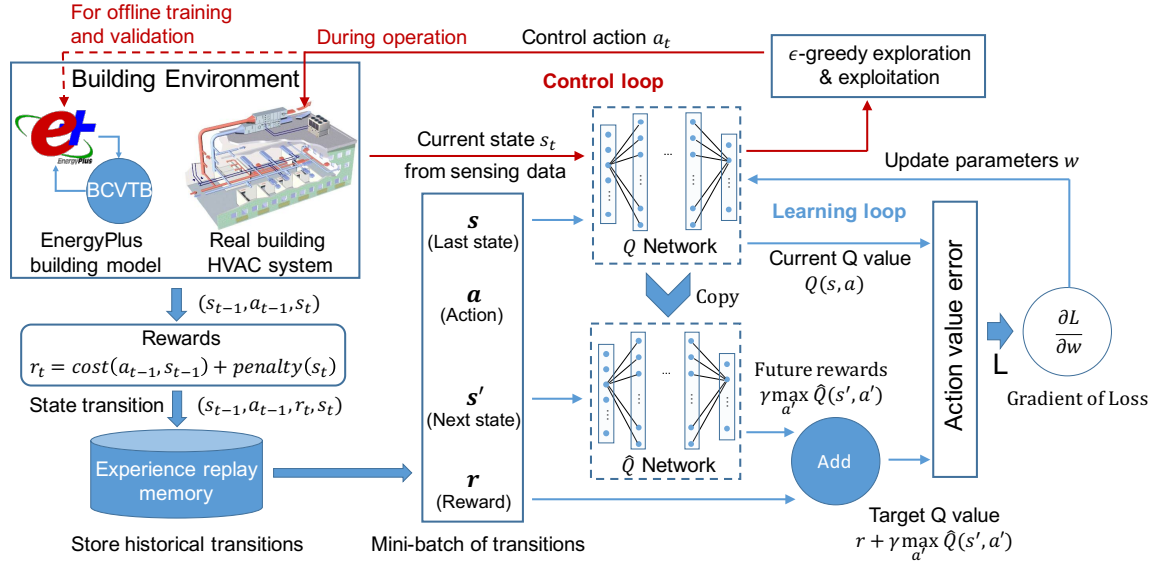 For offline training
and validation
During operation
Control action a_t
ϵ-greedy exploration
& exploitation
Building Environment
Control loop
e+
EnergyPlus
BCVTB
Current state s_t
from sensing data
Update parameters w
EnergyPlus
building model
Real building
HVAC system
s
(Last state)
Q Network
Learning loop
Current Q value
Q(s, a)
(s_{t−1}, a_{t−1}, s_t)
a
(Action)
Copy
Rewards
r_t = cost(a_{t−1}, s_{t−1}) + penalty(s_t)
State transition
(s_{t−1}, a_{t−1}, r_t, s_t)
s′
(Next state)
Future rewards
γ max_{a′} Q̂(s′, a′)
Action value error
L
∂L
∂w
Gradient of Loss
Q̂ Network
Add
Experience replay
memory
r
(Reward)
Store historical transitions
Mini-batch of transitions
Target Q value
r + γ max_{a′} Q̂(s′, a′)